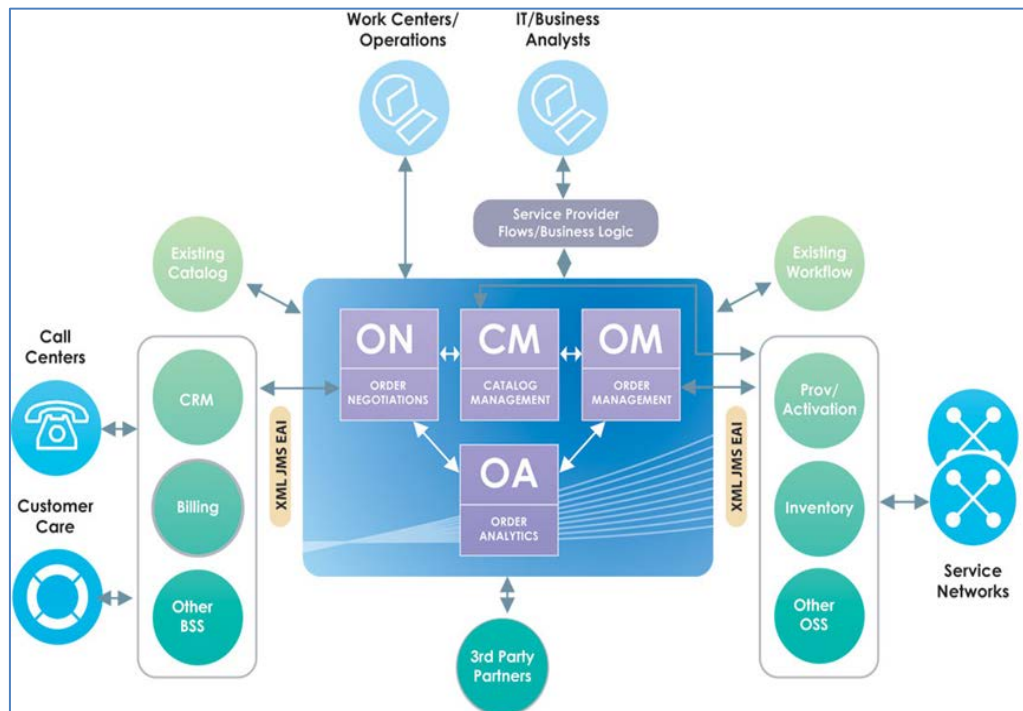 Work Centers/
Operations
IT/Business
Analysts
Service Provider
Flows/Business Logic
Existing
Catalog
Existing
Workflow
Call
Centers
Customer
Care
CRM
Billing
Other
BSS
XML JMS EAI
ON
ORDER
NEGOTIATIONS
CM
CATALOG
MANAGEMENT
OM
ORDER
MANAGEMENT
OA
ORDER
ANALYTICS
XML JMS EAI
Prov/
Activation
Inventory
Other
OSS
Service
Networks
3rd Party
Partners